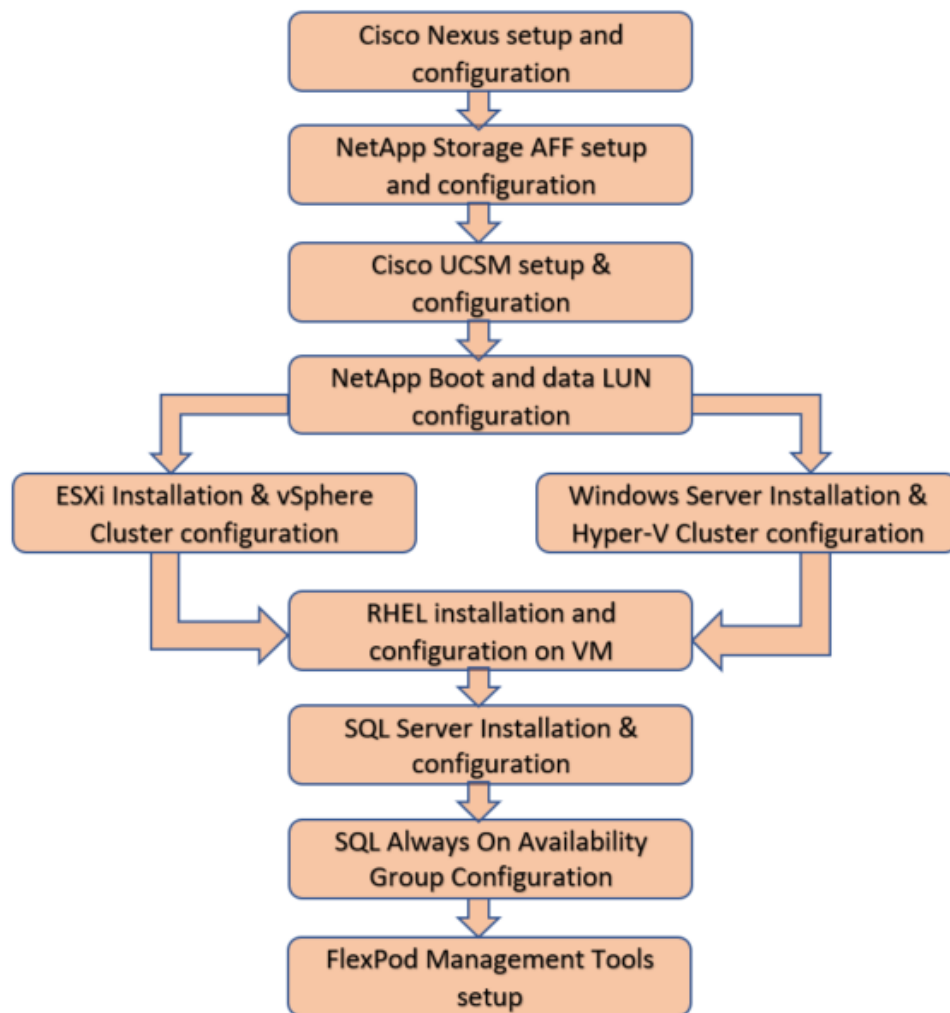 Cisco Nexus setup and
configuration
NetApp Storage AFF setup
and configuration
Cisco UCSM setup &
configuration
NetApp Boot and data LUN
configuration
ESXi Installation & vSphere
Cluster configuration
Windows Server Installation &
Hyper-V Cluster configuration
RHEL installation and
configuration on VM
SQL Server Installation &
configuration
SQL Always On Availability
Group Configuration
FlexPod Management Tools
setup